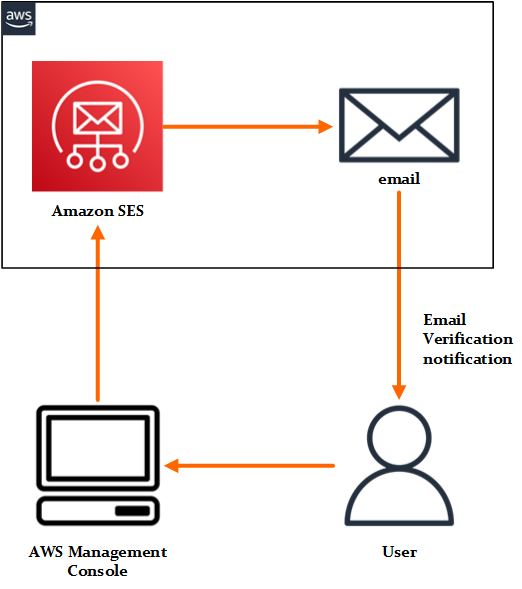 aws
Amazon SES
email
Email
Verification
notification
AWS Management
Console
User